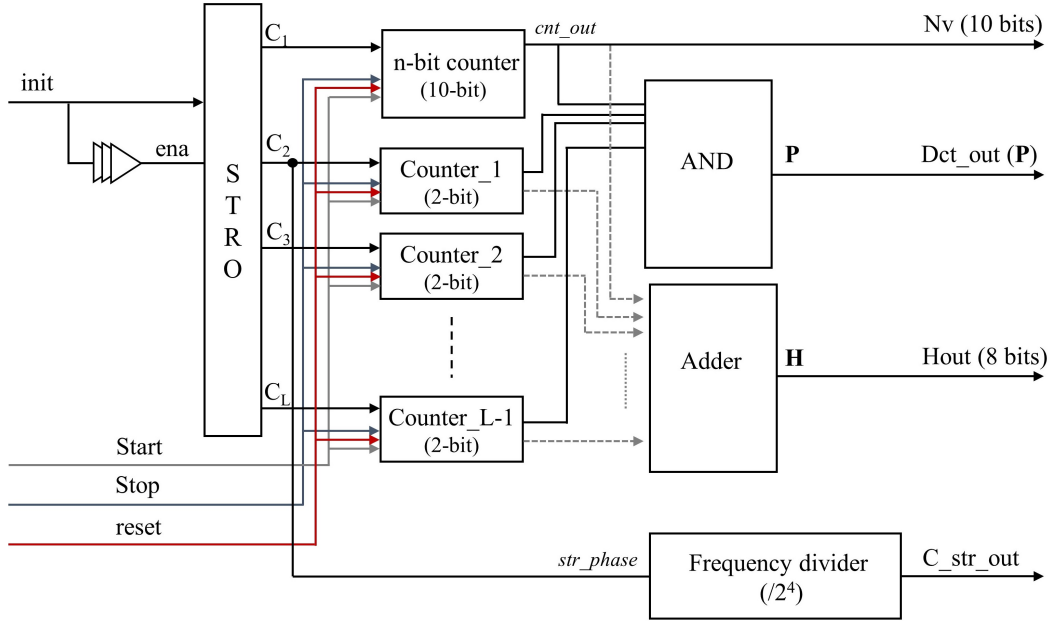 cnt_out
Nv (10 bits)
C₁
n-bit counter
(10-bit)
init
ena
S
T
R
O
C₂
Counter_1
(2-bit)
AND
P
Dct_out (P)
C₃
Counter_2
(2-bit)
Adder
H
Hout (8 bits)
C_L
Counter_L-1
(2-bit)
Start
Stop
reset
str_phase
Frequency divider
(/2⁴)
C_str_out